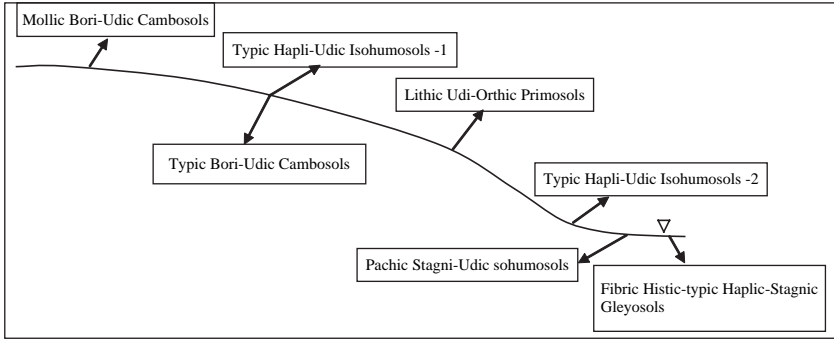 Mollic Bori-Udic Cambosols
Typic Hapli-Udic Isohumosols -1
Lithic Udi-Orthic Primosols
Typic Bori-Udic Cambosols
Typic Hapli-Udic Isohumosols -2
Pachic Stagni-Udic sohumosols
Fibric Histic-typic Haplic-Stagnic
Gleyosols